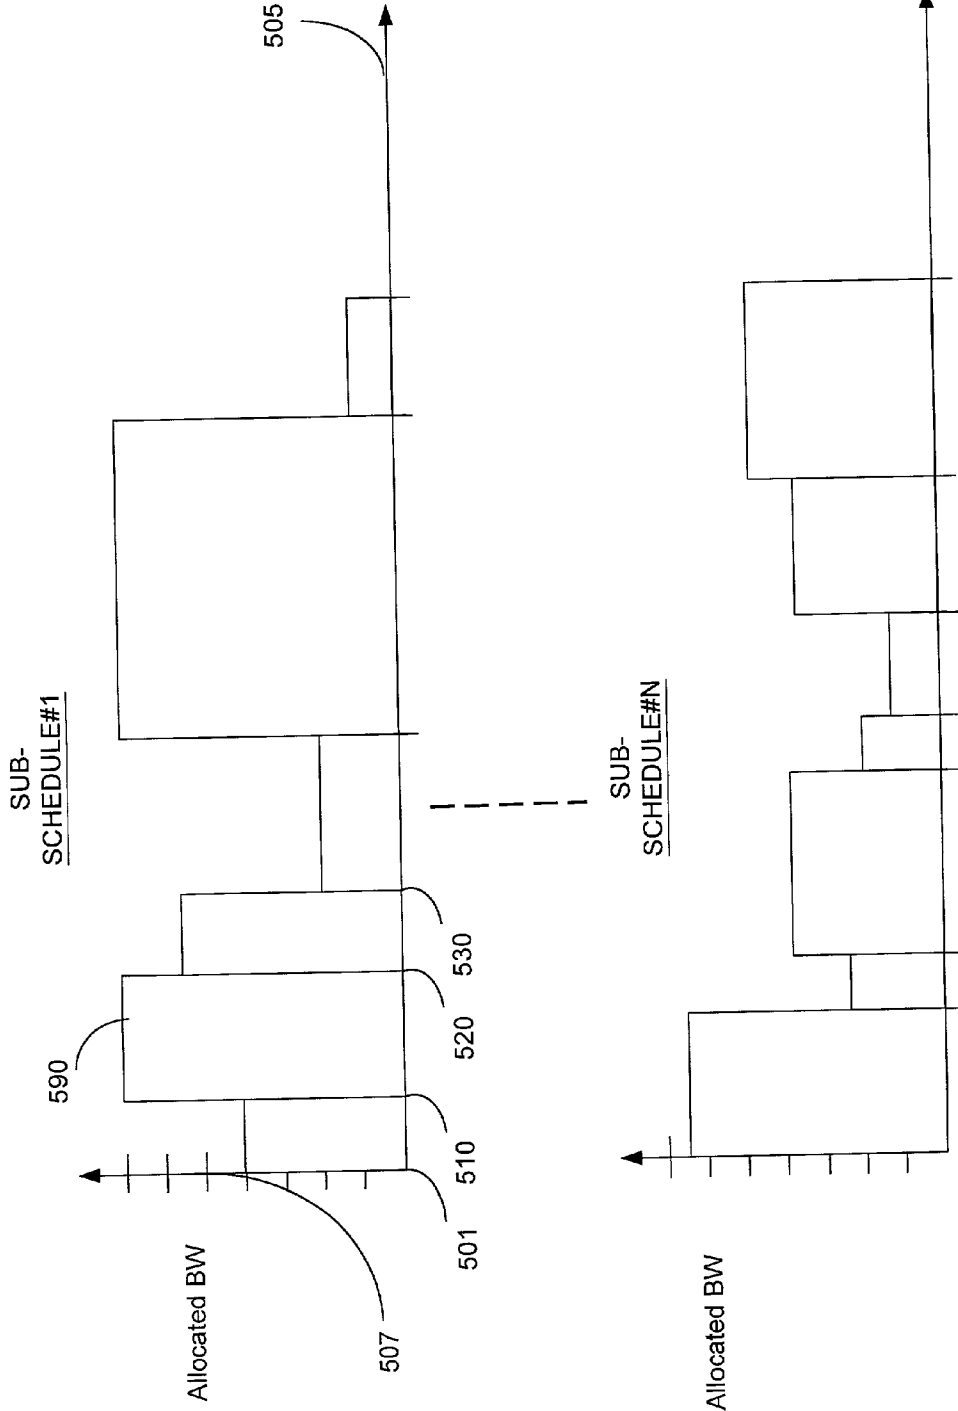 SUB-
SCHEDULE#1
505
590
507
Allocated BW
501
510
520
530
SUB-
SCHEDULE#N
Allocated BW